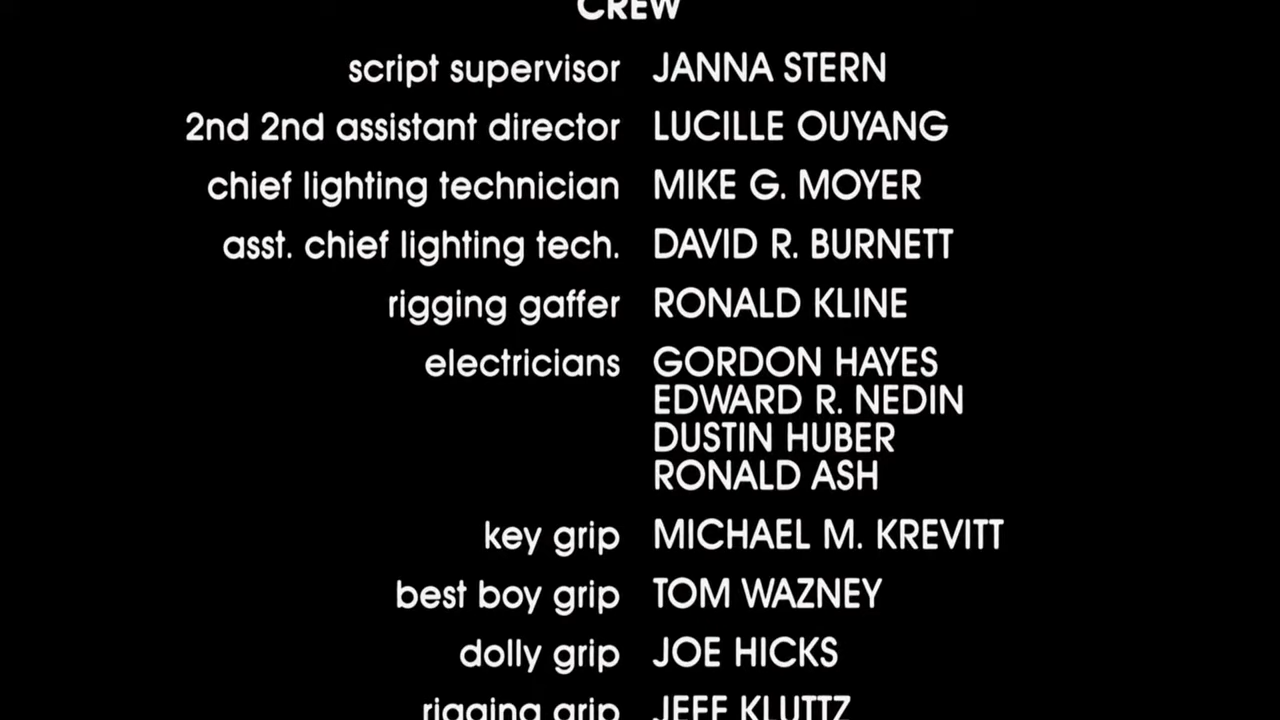 CREW
script supervisor JANNA STERN
2nd 2nd assistant director LUCILLE OUYANG
chief lighting technician MIKE G. MOYER
asst. chief lighting tech. DAVID R. BURNETT
rigging gaffer RONALD KLINE
electricians GORDON HAYES
EDWARD R. NEDIN
DUSTIN HUBER
RONALD ASH
key grip MICHAEL M. KREVITT
best boy grip TOM WAZNEY
dolly grip JOE HICKS
rigging grip JEFF KLUTTZ